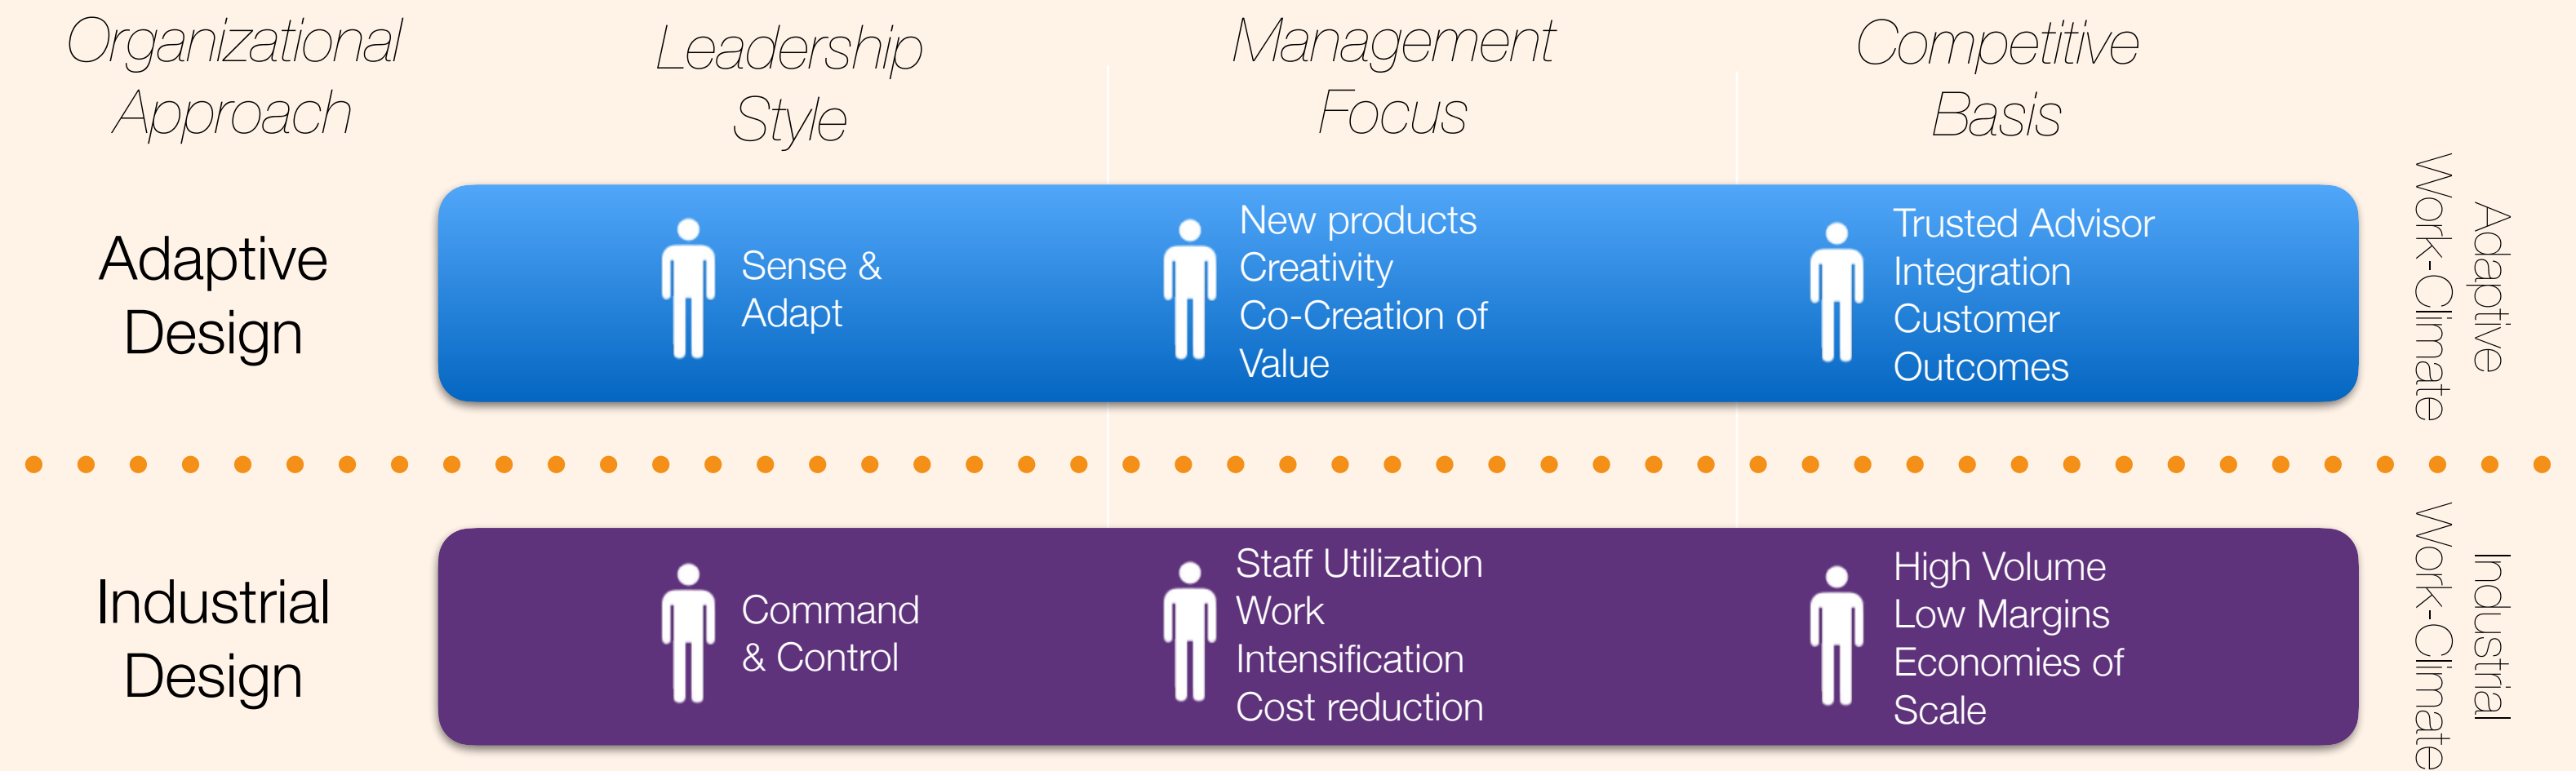 Organizational
Approach
Leadership
Style
Management
Focus
Competitive
Basis
Adaptive
Design
Sense &
Adapt
New products
Creativity
Co-Creation of
Value
Trusted Advisor
Integration
Customer
Outcomes
Adaptive
Work-Climate
Industrial
Design
Command
& Control
Staff Utilization
Work
Intensification
Cost reduction
High Volume
Low Margins
Economies of
Scale
Industrial
Work-Climate